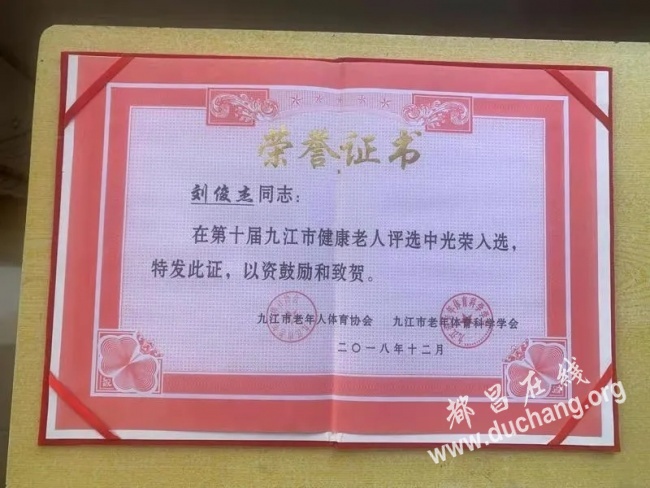 荣誉证书
刘俊杰同志：
在第十届九江市健康老人评选中光荣入选，
特发此证，以资鼓励和致贺。
九江市老年人体育协会 九江市老年体育科学学会
二〇一八年十二月
都昌在线
www.duchang.org